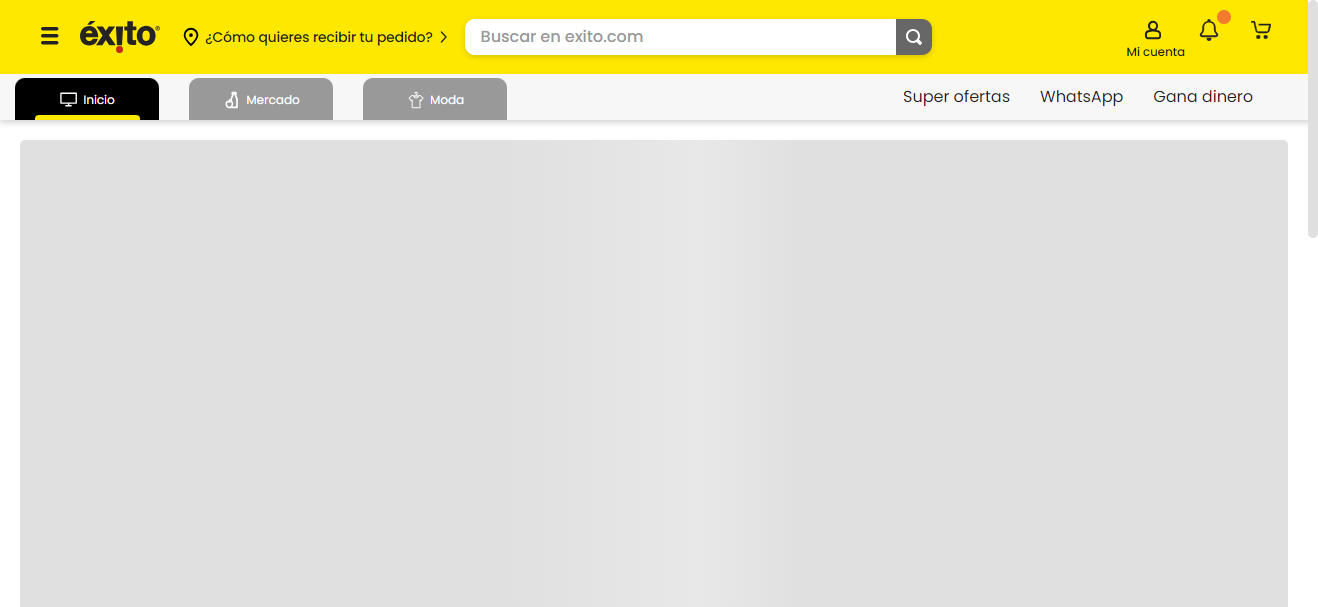 éxito
¿Cómo quieres recibir tu pedido?
Buscar en exito.com
Mi cuenta
Inicio
Mercado
Moda
Super ofertas
WhatsApp
Gana dinero